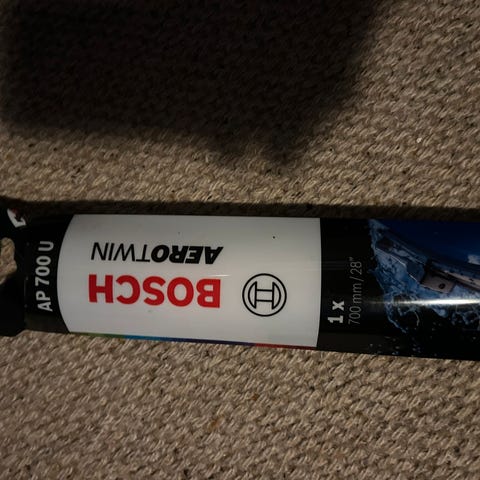 AP 700 U
BOSCH
AEROTWIN
1 x
700 mm/28"